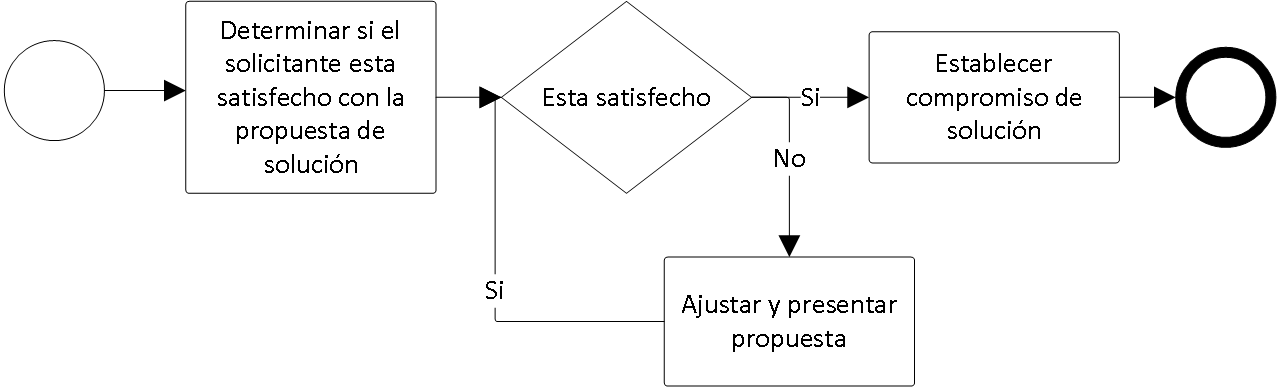 Determinar si el
solicitante esta
satisfecho con la
propuesta de
solución
Esta satisfecho
Si
Establecer
compromiso de
solución
No
Si
Ajustar y presentar
propuesta